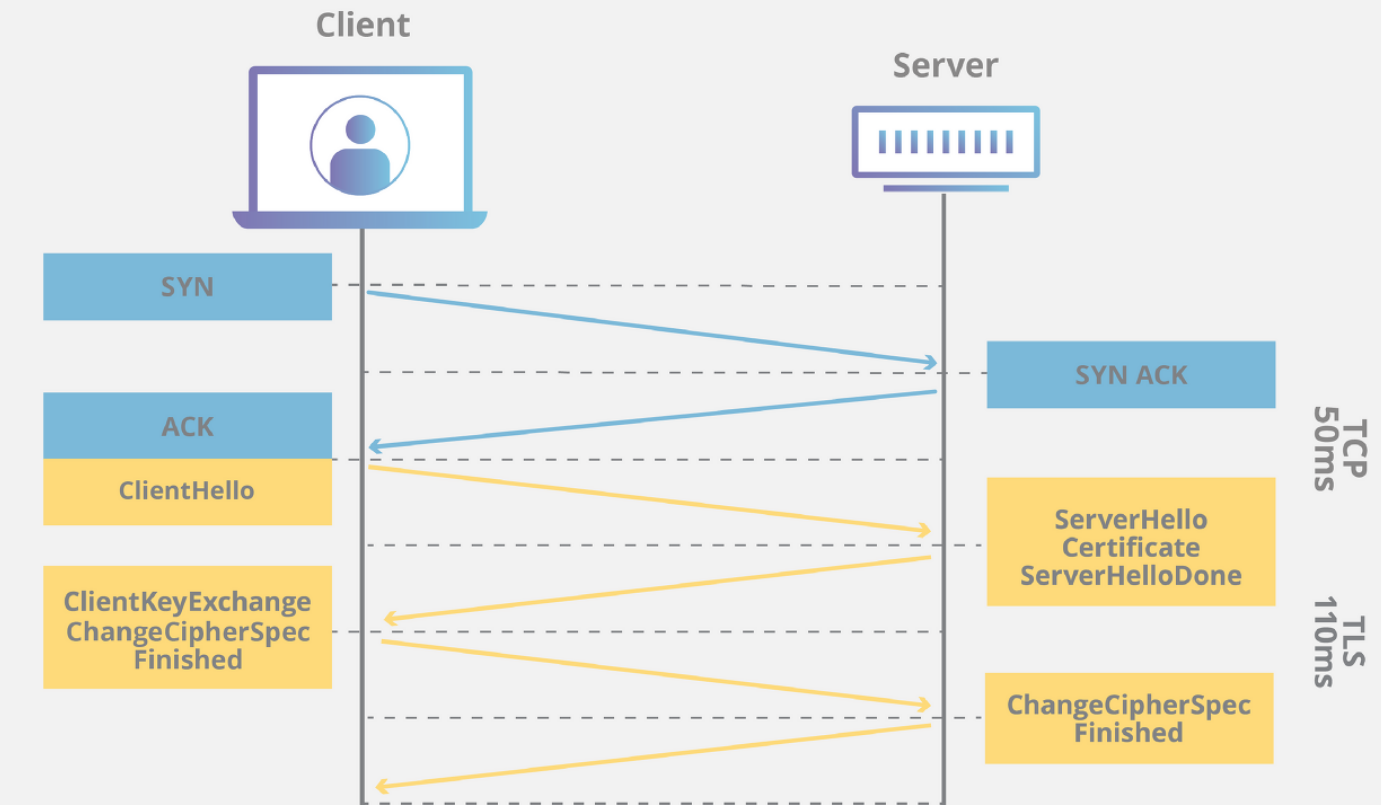 Client
Server
SYN
SYN ACK
ACK
ClientHello
ServerHello
Certificate
ServerHelloDone
ClientKeyExchange
ChangeCipherSpec
Finished
ChangeCipherSpec
Finished
TCP
50ms
TLS
110ms